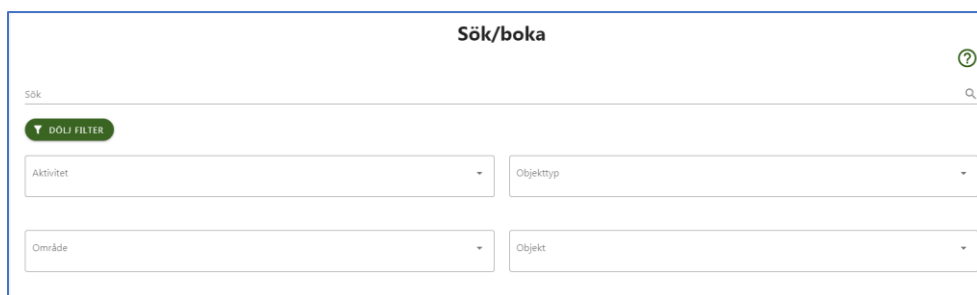 Sök/boka
Sök
DÖLJ FILTER
Aktivitet
Objekttyp
Område
Objekt